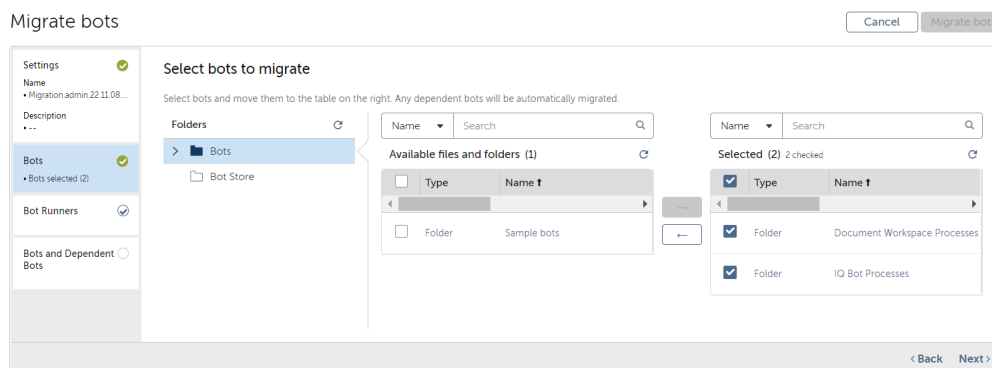 Migrate bots
Cancel
Migrate bots
Settings
Name
• Migration.admin.22.11.08....
Description
• --
Bots
• Bots selected (2)
Bot Runners
Bots and Dependent
Bots
Select bots to migrate
Select bots and move them to the table on the right. Any dependent bots will be automatically migrated.
Folders
Bots
Bot Store
Name
Search
Available files and folders (1)
Type Name ↑
Folder Sample bots
→
←
Name
Search
Selected (2) 2 checked
Type Name ↑
Folder Document Workspace Processes
Folder IQ Bot Processes
< Back Next >